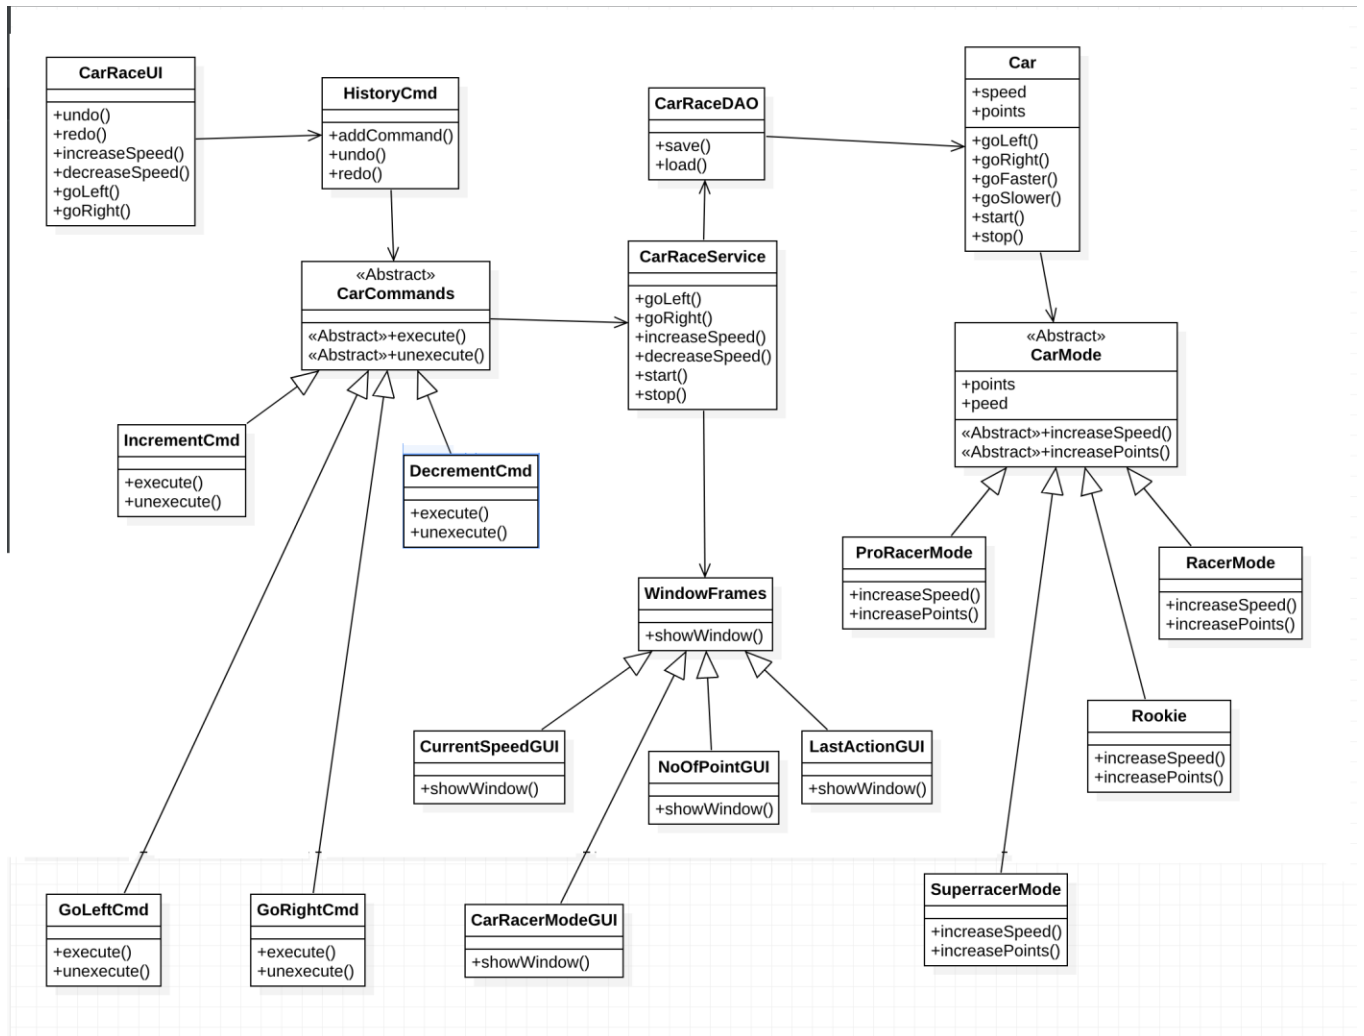 CarRaceUI
+undo()
+redo()
+increaseSpeed()
+decreaseSpeed()
+goLeft()
+goRight()
HistoryCmd
+addCommand()
+undo()
+redo()
CarRaceDAO
+save()
+load()
Car
+speed
+points
+goLeft()
+goRight()
+goFaster()
+goSlower()
+start()
+stop()
«Abstract»
CarCommands
«Abstract»+execute()
«Abstract»+unexecute()
CarRaceService
+goLeft()
+goRight()
+increaseSpeed()
+decreaseSpeed()
+start()
+stop()
«Abstract»
CarMode
+points
+peed
«Abstract»+increaseSpeed()
«Abstract»+increasePoints()
IncrementCmd
+execute()
+unexecute()
DecrementCmd
+execute()
+unexecute()
ProRacerMode
+increaseSpeed()
+increasePoints()
RacerMode
+increaseSpeed()
+increasePoints()
WindowFrames
+showWindow()
Rookie
+increaseSpeed()
+increasePoints()
CurrentSpeedGUI
+showWindow()
NoOfPointGUI
+showWindow()
LastActionGUI
+showWindow()
GoLeftCmd
+execute()
+unexecute()
GoRightCmd
+execute()
+unexecute()
CarRacerModeGUI
+showWindow()
SuperracerMode
+increaseSpeed()
+increasePoints()